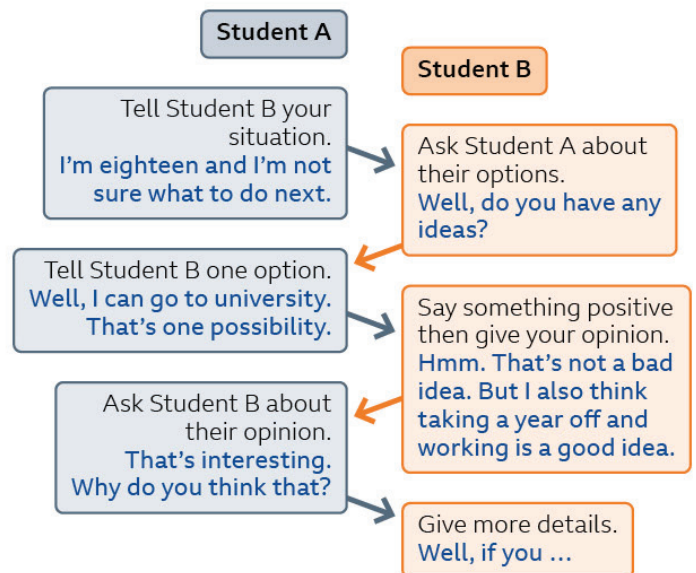 Student A
Student B
Tell Student B your
situation.
I’m eighteen and I’m not
sure what to do next.
Ask Student A about
their options.
Well, do you have any
ideas?
Tell Student B one option.
Well, I can go to university.
That’s one possibility.
Say something positive
then give your opinion.
Hmm. That’s not a bad
idea. But I also think
taking a year off and
working is a good idea.
Ask Student B about
their opinion.
That’s interesting.
Why do you think that?
Give more details.
Well, if you …